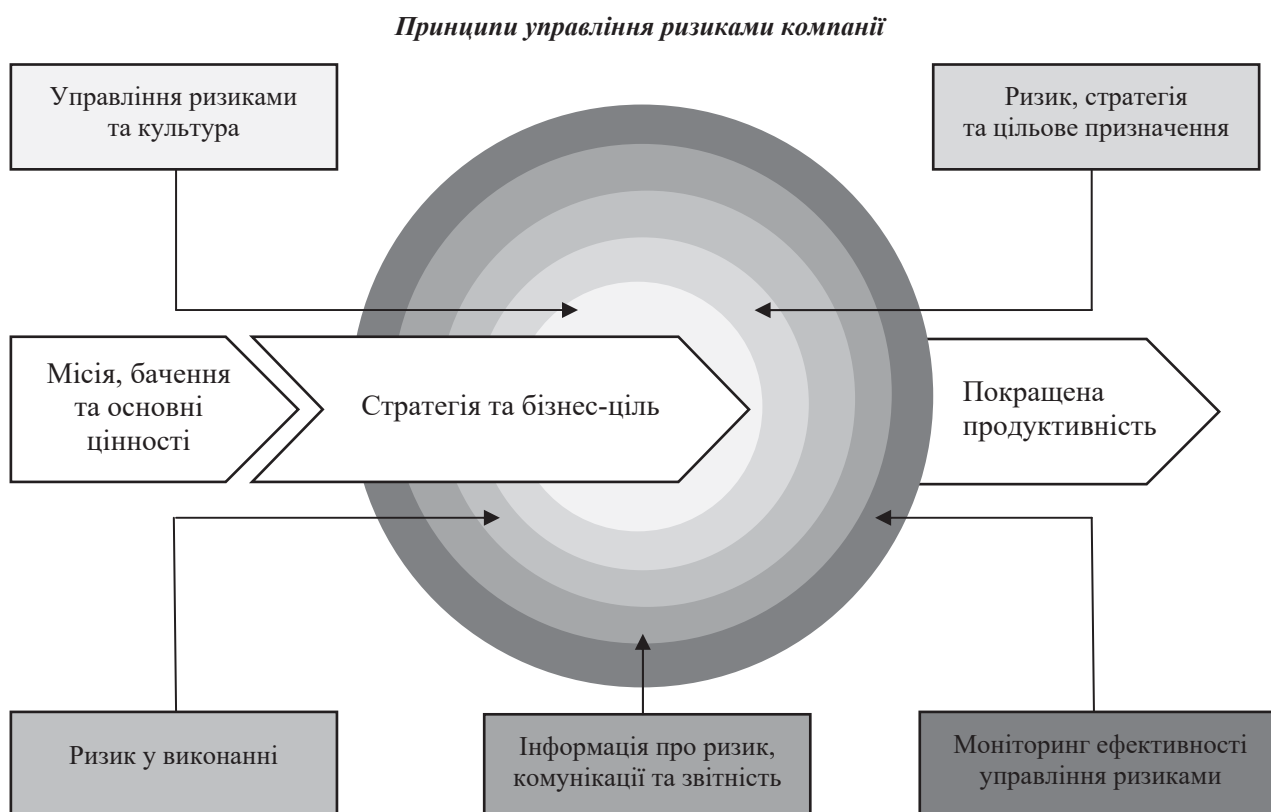 Принципи управління ризиками компанії
Управління ризиками
та культура
Ризик, стратегія
та цільове призначення
Місія, бачення
та основні
цінності
Стратегія та бізнес-ціль
Покращена
продуктивність
Ризик у виконанні
Інформація про ризик,
комунікації та звітність
Моніторинг ефективності
управління ризиками